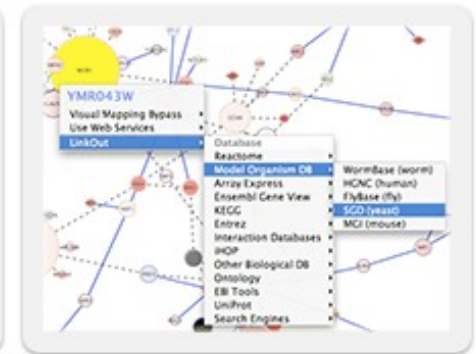 YMR043W
Visual Mapping Bypass
Use Web Services
LinkOut
Database
Reactome
Model Organism DB
Array Express
Ensembl Gene View
KEGG
Entrez
Interaction Databases
iHOP
Other Biological DB
Ontology
EBI Tools
UniProt
Search Engines
WormBase (worm)
HGNC (human)
FlyBase (fly)
SGD (yeast)
MGI (mouse)